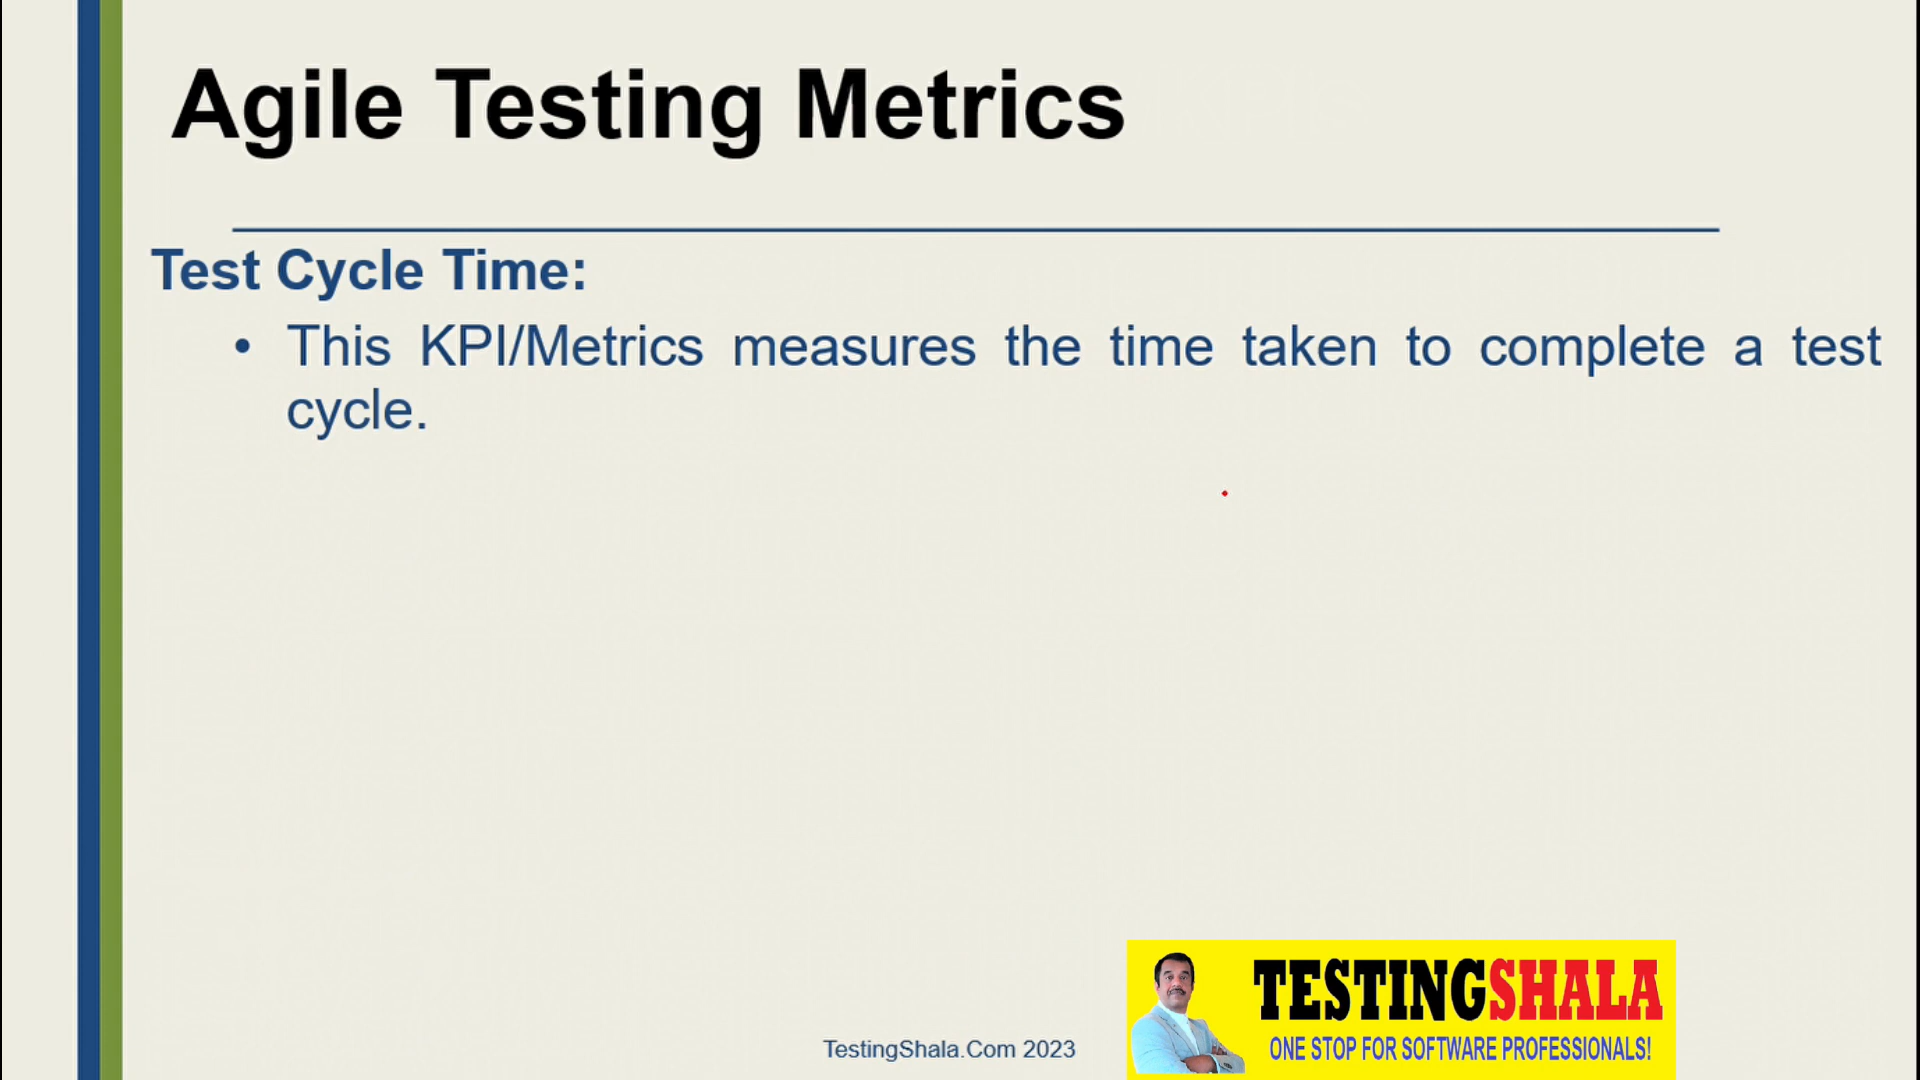 Agile Testing Metrics
Test Cycle Time:
• This KPI/Metrics measures the time taken to complete a test
cycle.
TestingShala.Com 2023
TESTINGSHALA
ONE STOP FOR SOFTWARE PROFESSIONALS!